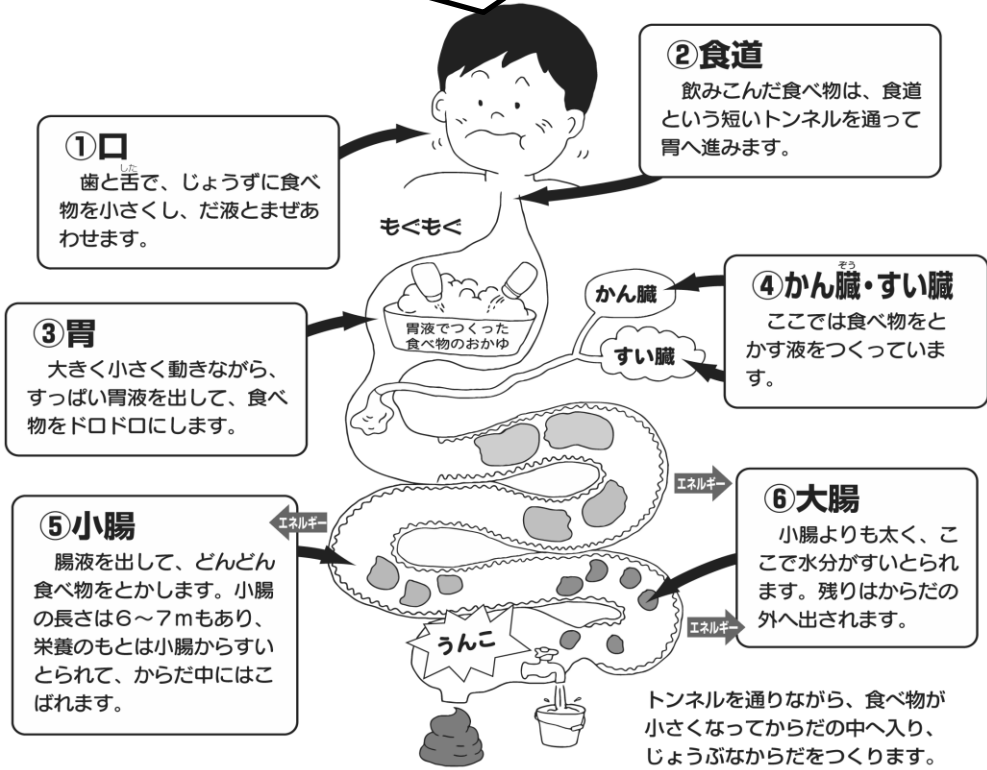 ①口
歯と舌で、じょうずに食べ
した
物を小さくし、だ液とまぜあ
わせます。
②食道
飲みこんだ食べ物は、食道
という短いトンネルを通って
胃へ進みます。
もぐもぐ
③胃
大きく小さく動きながら、
すっぱい胃液を出して、食べ
物をドロドロにします。
胃液でつくった
食べ物のおかゆ
かん臓
すい臓
④かん臓・すい臓
ぞう
ここでは食べ物をと
かす液をつくっていま
す。
⑤小腸
腸液を出して、どんどん
食べ物をとかします。小腸
の長さは6～7mもあり、
栄養のもとは小腸からすい
とられて、からだ中にはこ
ばれます。
エネルギー
エネルギー
⑥大腸
小腸よりも太く、こ
こで水分がすいとられ
ます。残りはからだの
外へ出されます。
エネルギー
うんこ
トンネルを通りながら、食べ物が
小さくなってからだの中へ入り、
じょうぶなからだをつくります。